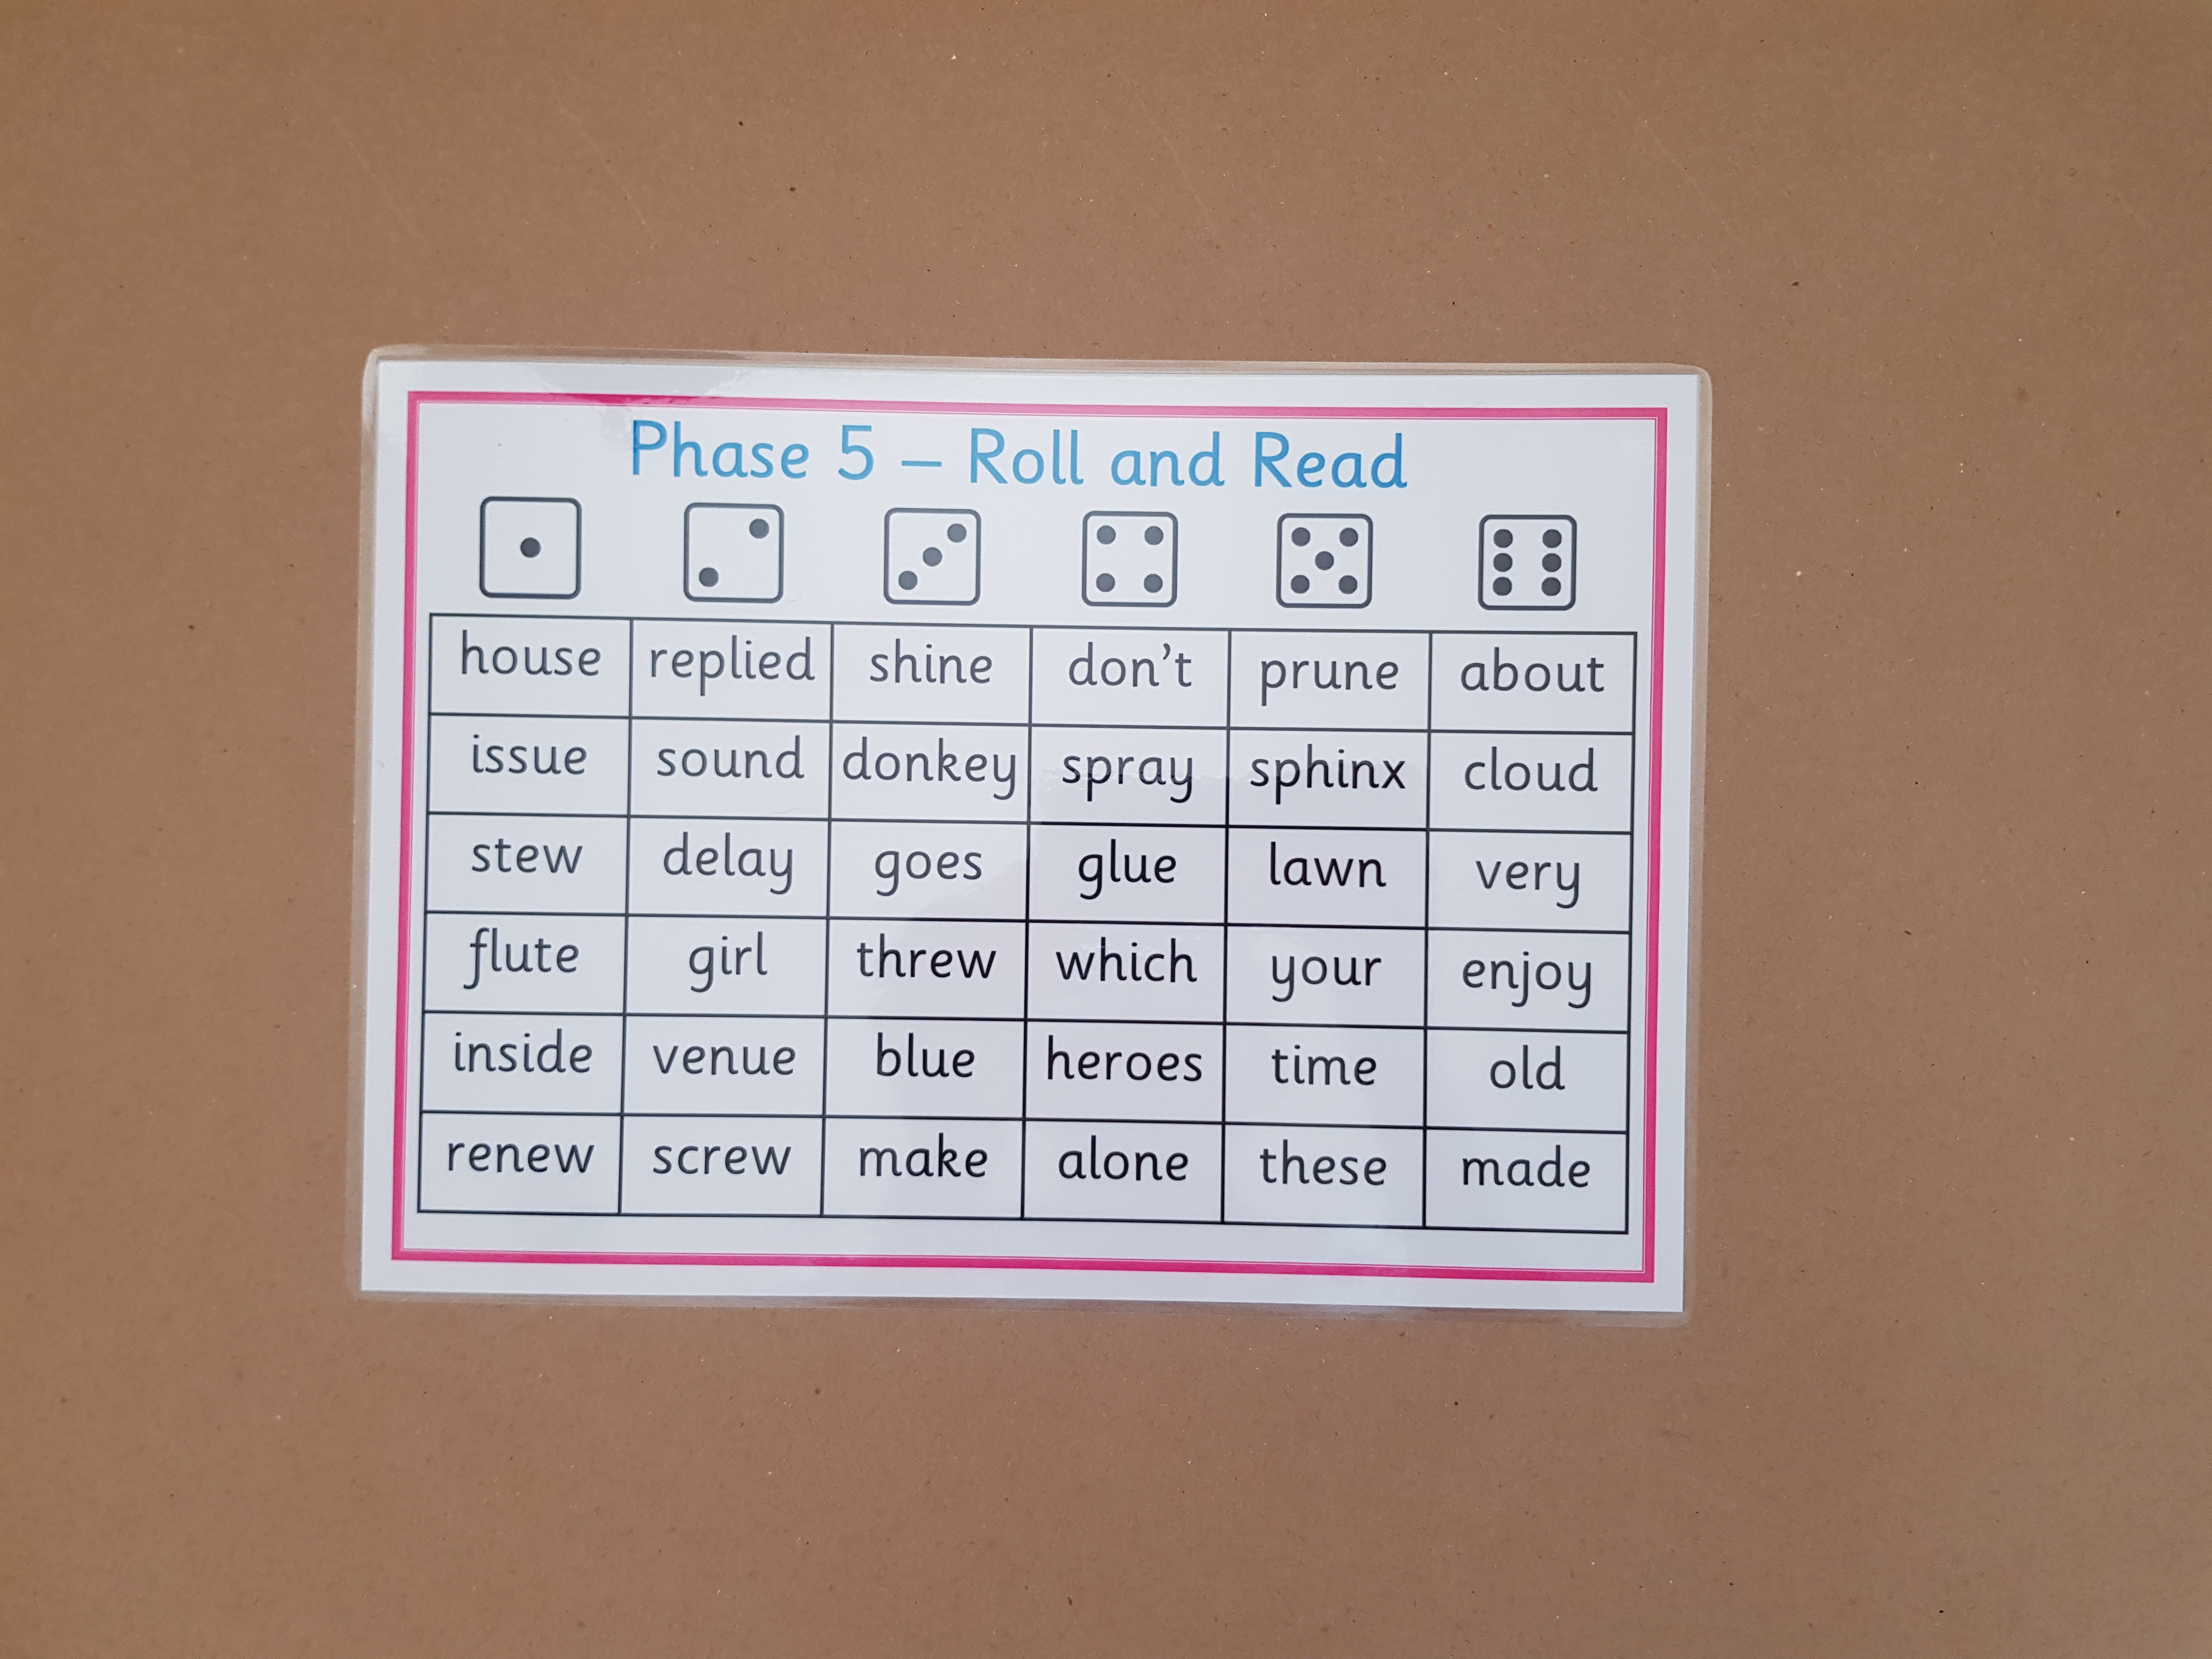 Phase 5 – Roll and Read
house replied shine don't prune about
issue sound donkey spray sphinx cloud
stew delay goes glue lawn very
flute girl threw which your enjoy
inside venue blue heroes time old
renew screw make alone these made